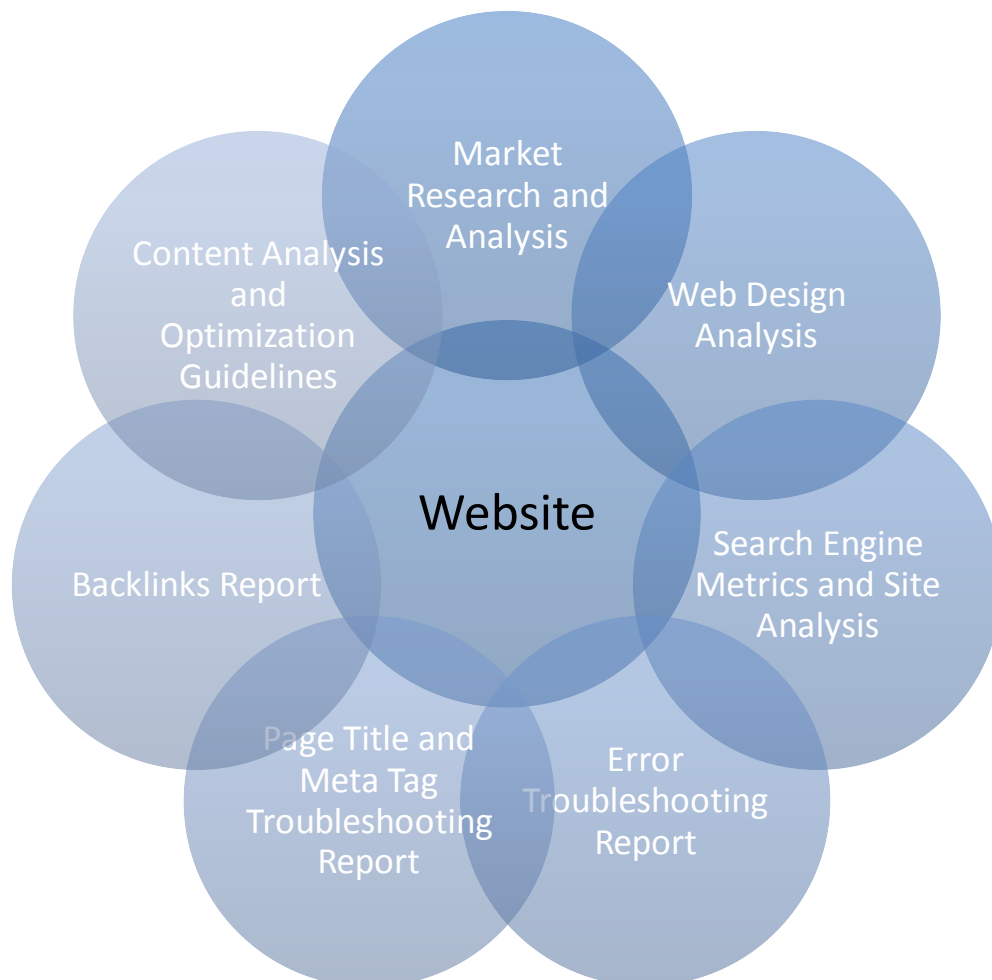 Market
Research and
Analysis
Web Design
Analysis
Search Engine
Metrics and Site
Analysis
Error
Troubleshooting
Report
Page Title and
Meta Tag
Troubleshooting
Report
Backlinks Report
Content Analysis
and
Optimization
Guidelines
Website